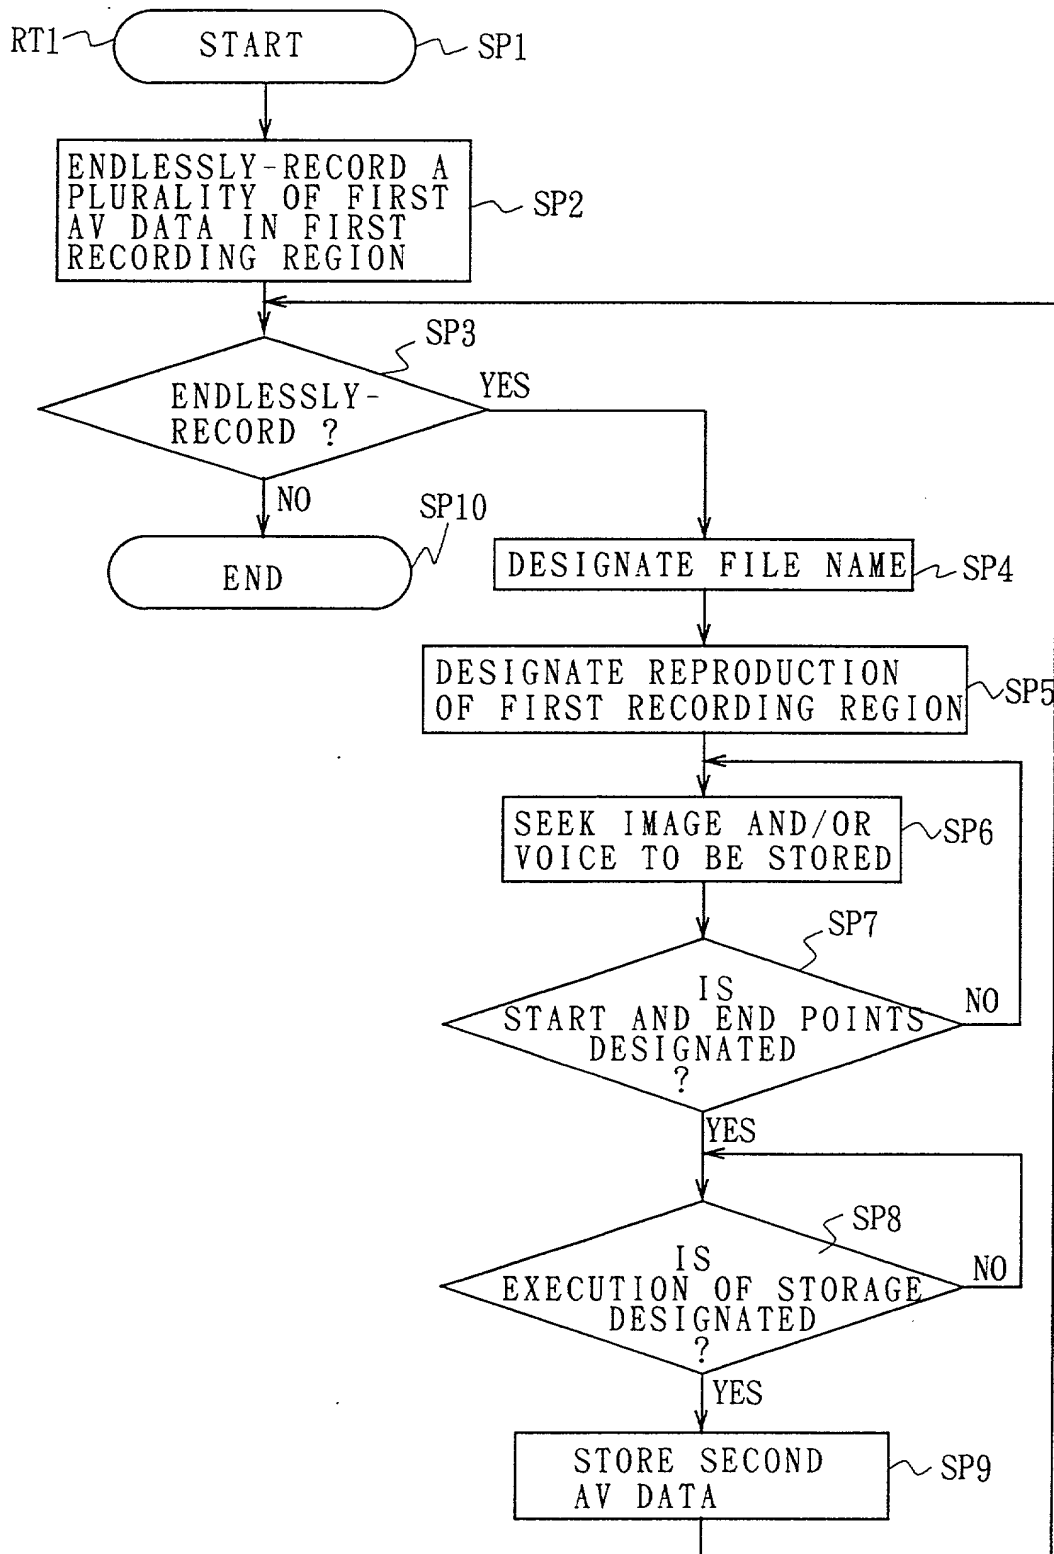 RT1
START
SP1
ENDLESSLY-RECORD A
PLURALITY OF FIRST
AV DATA IN FIRST
RECORDING REGION
SP2
SP3
ENDLESSLY-
RECORD ?
YES
NO
SP10
END
DESIGNATE FILE NAME
SP4
DESIGNATE REPRODUCTION
OF FIRST RECORDING REGION
SP5
SEEK IMAGE AND/OR
VOICE TO BE STORED
SP6
SP7
IS
START AND END POINTS
DESIGNATED
?
NO
YES
SP8
IS
EXECUTION OF STORAGE
DESIGNATED
?
NO
YES
STORE SECOND
AV DATA
SP9